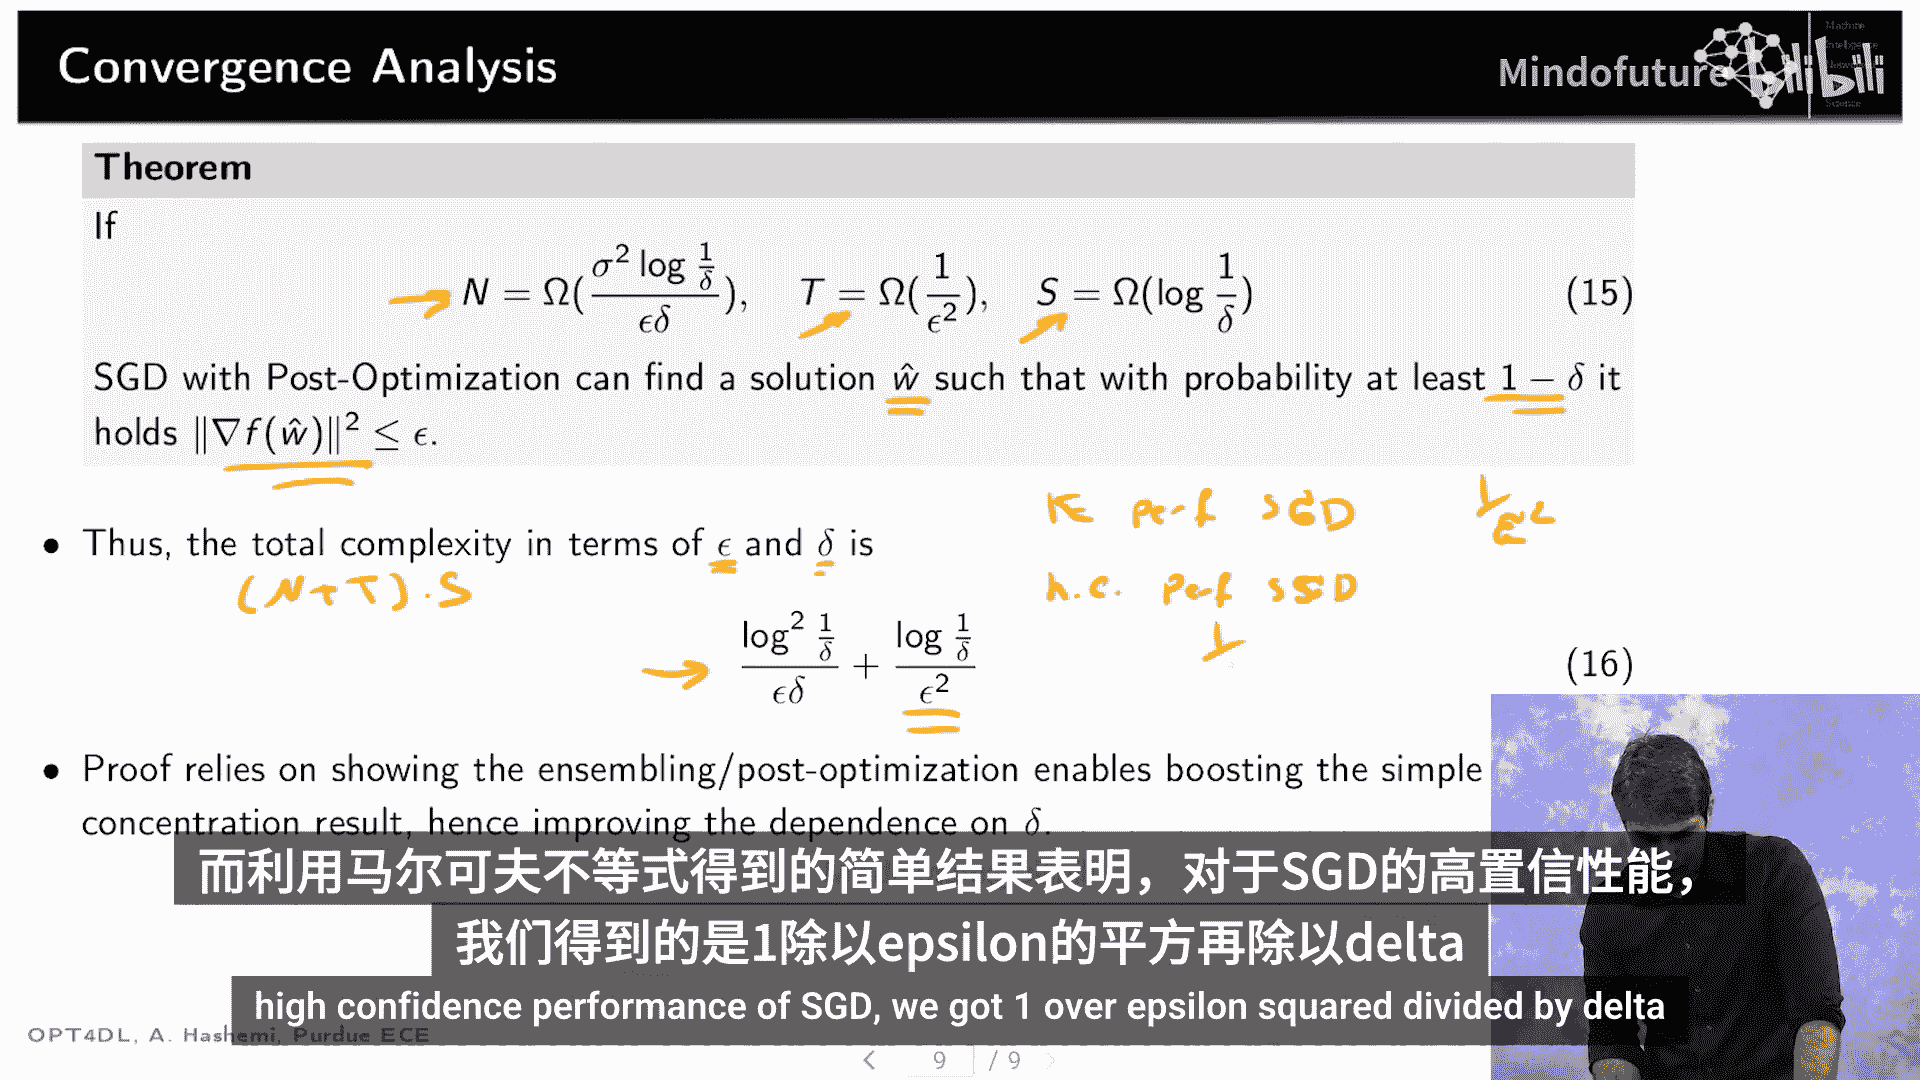 Convergence Analysis
Mindofuture
bilibili
Theorem
If
N = Ω(σ² log 1/δ / ϵδ), T = Ω(1/ϵ²), S = Ω(log 1/δ) (15)
SGD with Post-Optimization can find a solution ŵ such that with probability at least 1 − δ it
holds ‖∇f(ŵ)‖² ≤ ϵ.
perf SGD 1/ε²
• Thus, the total complexity in terms of ϵ and δ is
(N+T)·S
h.c. perf SGD
log² 1/δ / ϵδ + log 1/δ / ϵ² (16)
• Proof relies on showing the ensembling/post-optimization enables boosting the simple
concentration result, hence improving the dependence on δ.
而利用马尔可夫不等式得到的简单结果表明，对于SGD的高置信性能，
我们得到的是1除以epsilon的平方再除以delta
high confidence performance of SGD, we got 1 over epsilon squared divided by delta
OPT4DL, A. Hashemi, Purdue ECE
9 / 9